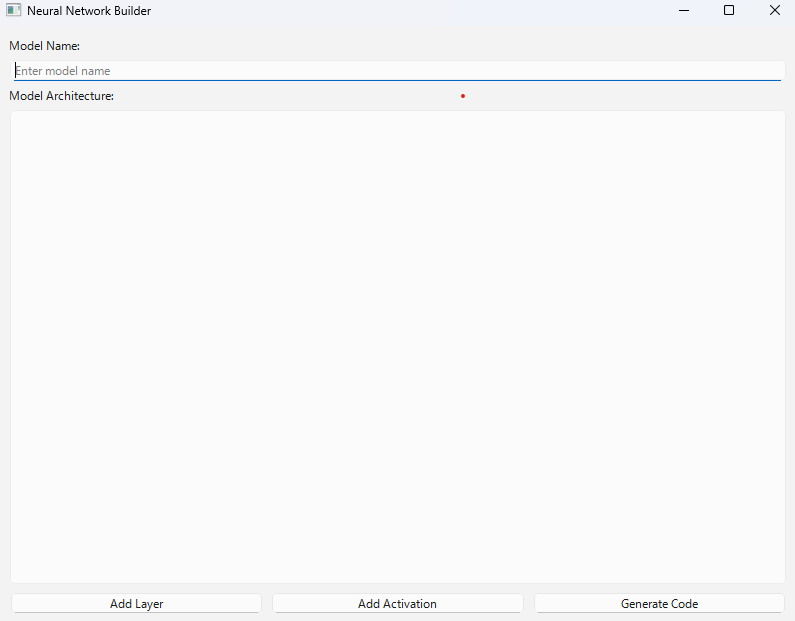 Neural Network Builder
Model Name:
Enter model name
Model Architecture:
Add Layer
Add Activation
Generate Code